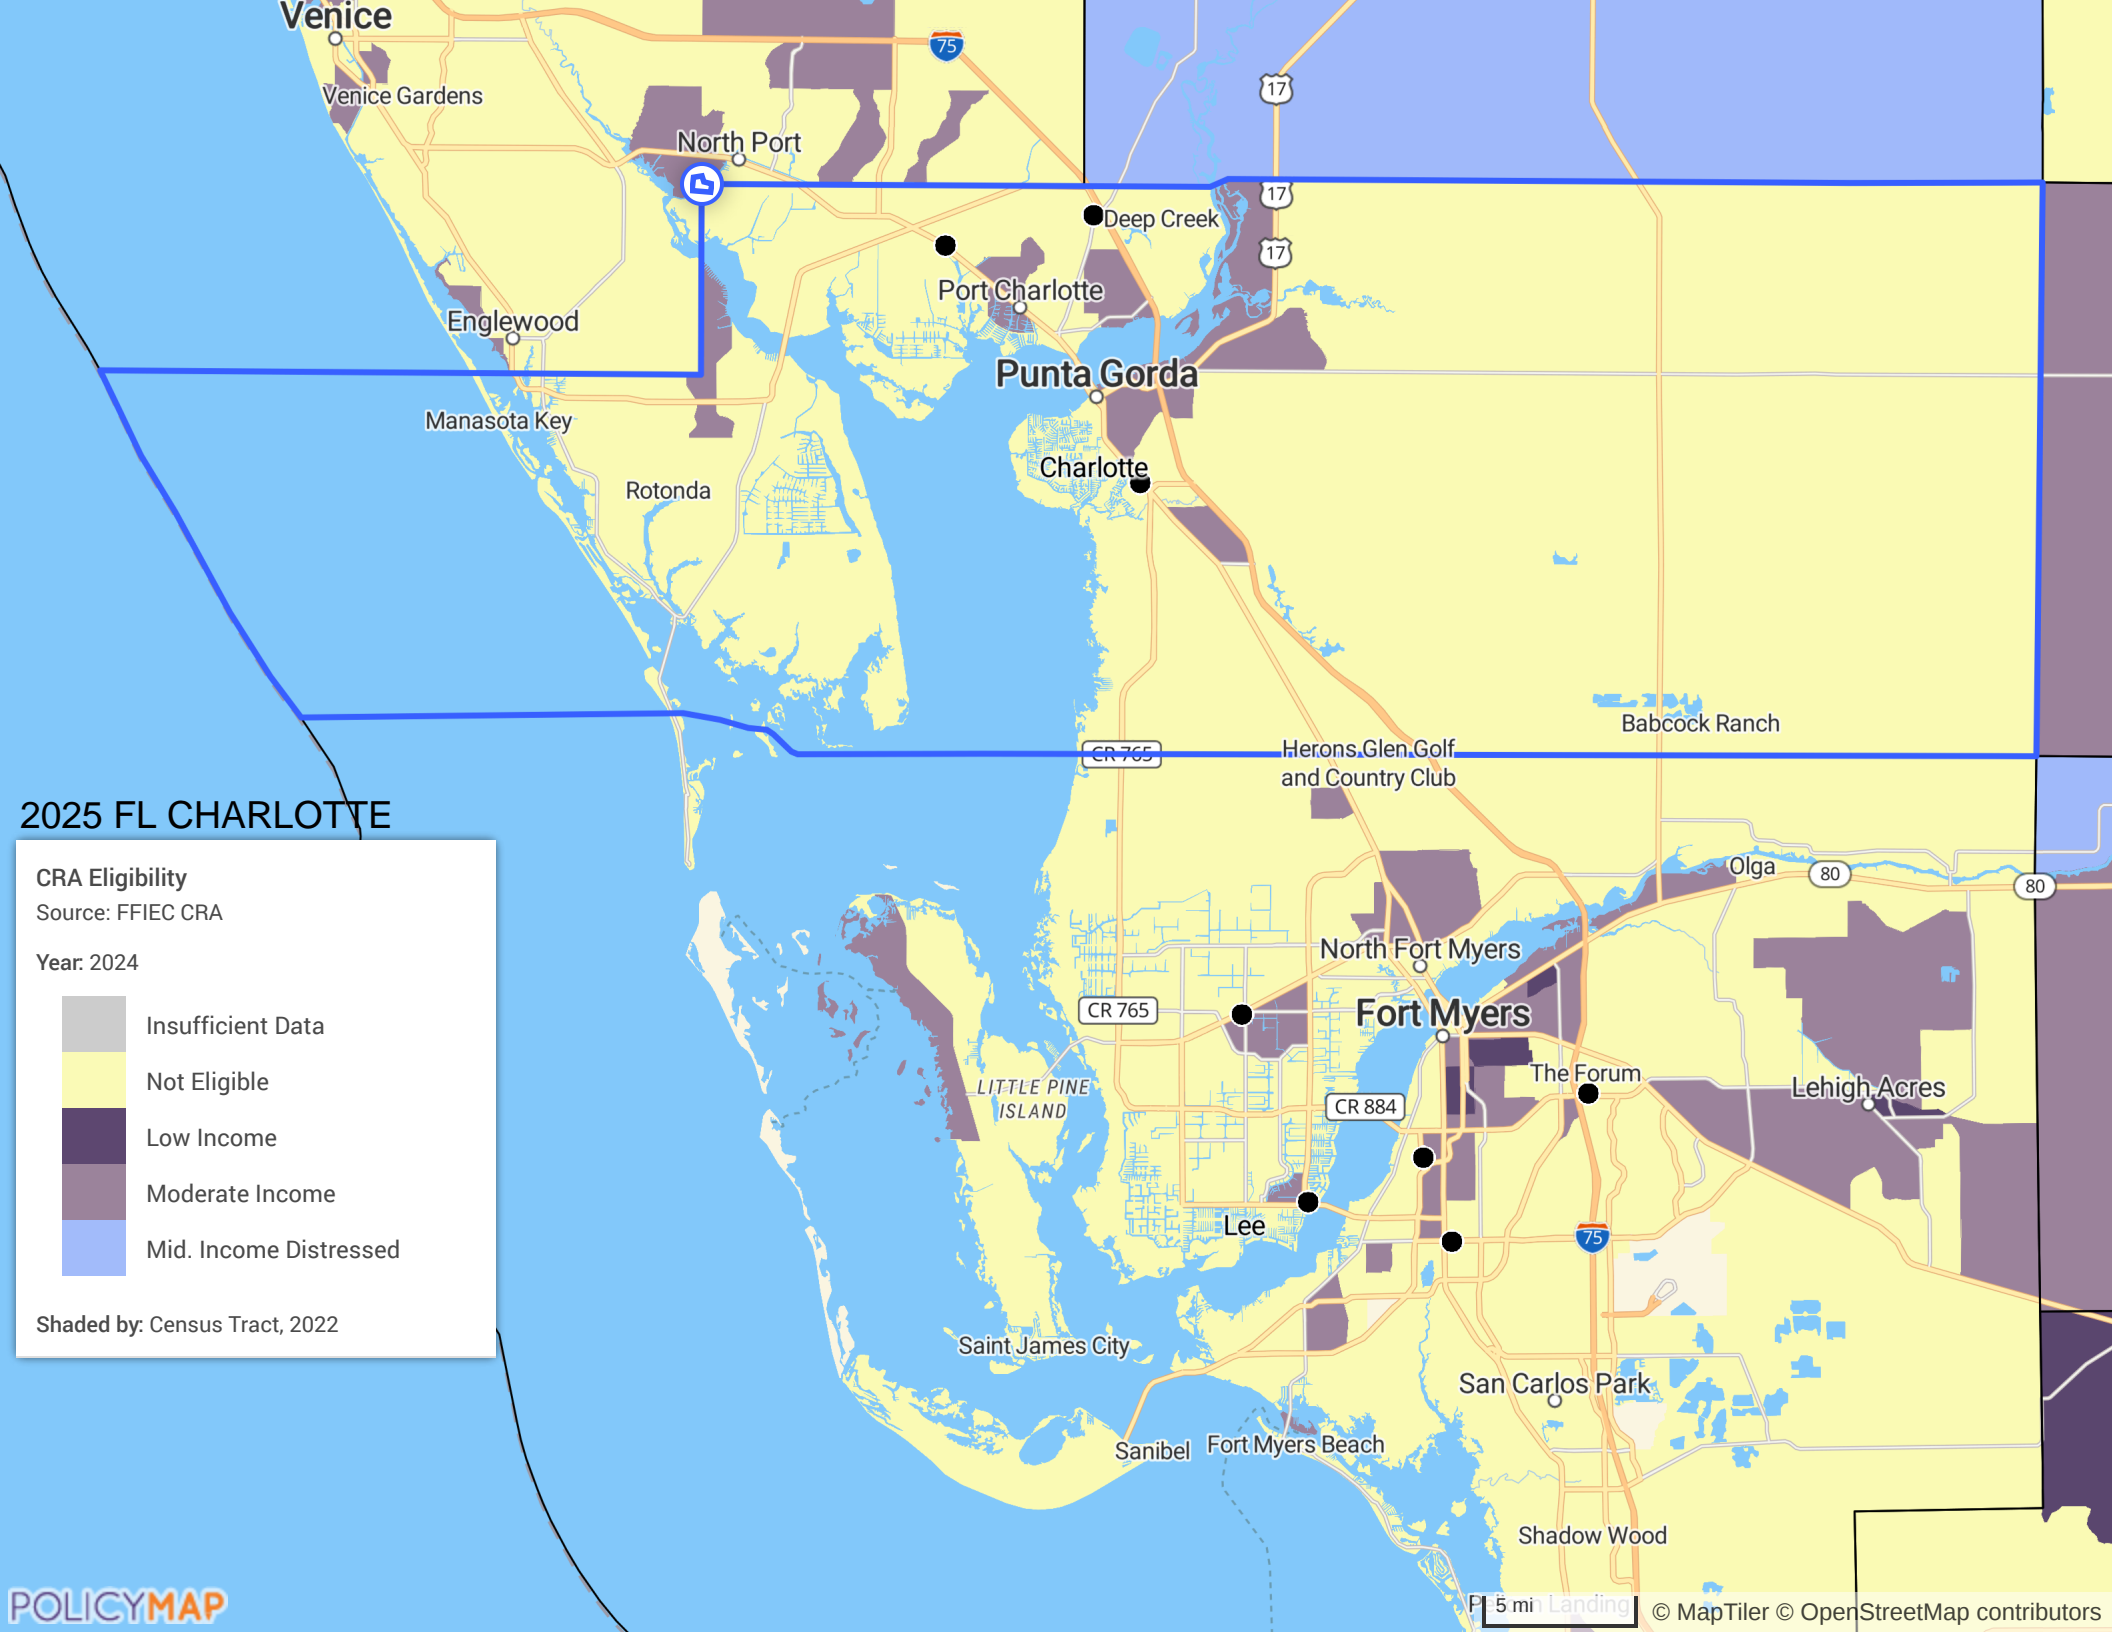 Venice
75
17
Venice Gardens
North Port
17
Deep Creek
17
Port Charlotte
Englewood
Punta Gorda
Manasota Key
Charlotte
Rotonda
Babcock Ranch
CR 765
Herons Glen Golf
and Country Club
2025 FL CHARLOTTE
CRA Eligibility
Source: FFIEC CRA
Year: 2024
Insufficient Data
Not Eligible
Low Income
Moderate Income
Mid. Income Distressed
Shaded by: Census Tract, 2022
Olga
80
80
North Fort Myers
CR 765
Fort Myers
The Forum
LITTLE PINE
ISLAND
Lehigh Acres
CR 884
Lee
75
Saint James City
San Carlos Park
Sanibel
Fort Myers Beach
Shadow Wood
Landing
5 mi
POLICYMAP
© MapTiler © OpenStreetMap contributors